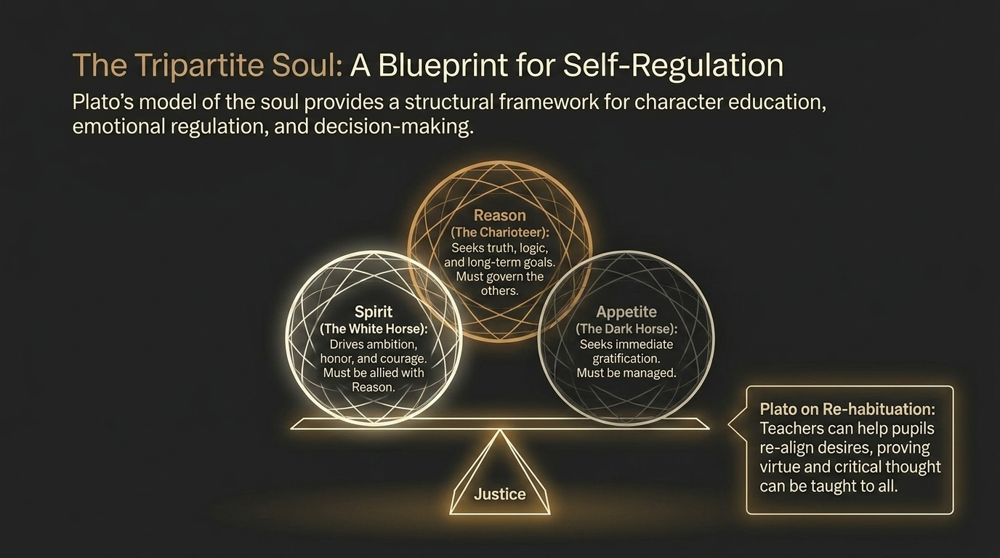 The Tripartite Soul: A Blueprint for Self-Regulation
Plato's model of the soul provides a structural framework for character education,
emotional regulation, and decision-making.
Reason
(The Charioteer):
Seeks truth, logic,
and long-term goals.
Must govern the
others.
Spirit
(The White Horse):
Drives ambition,
honor, and courage.
Must be allied with
Reason.
Appetite
(The Dark Horse):
Seeks immediate
gratification.
Must be managed.
Justice
Plato on Re-habituation:
Teachers can help pupils
re-align desires, proving
virtue and critical thought
can be taught to all.